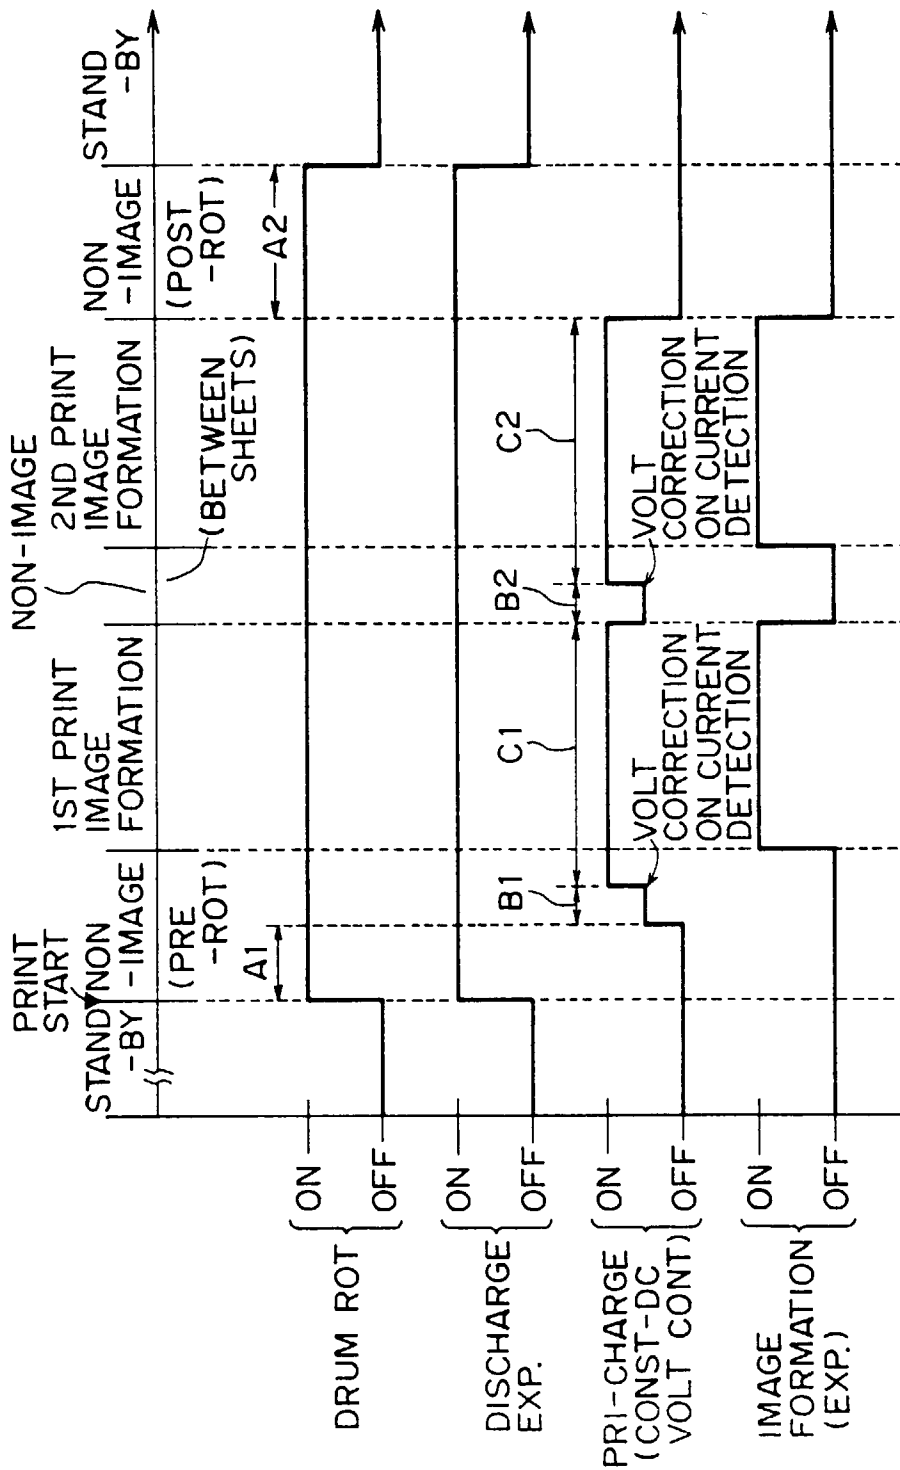 PRINT
START
STAND
-BY
NON
-IMAGE
(PRE
-ROT)
1ST PRINT
IMAGE
FORMATION
NON-IMAGE
(BETWEEN
SHEETS)
2ND PRINT
IMAGE
FORMATION
NON
-IMAGE
(POST
-ROT)
STAND
-BY
DRUM ROT
ON
OFF
A1
A2
DISCHARGE
EXP.
ON
OFF
PRI-CHARGE
(CONST-DC
VOLT CONT)
ON
OFF
B1
C1
B2
C2
VOLT
CORRECTION
ON CURRENT
DETECTION
VOLT
CORRECTION
ON CURRENT
DETECTION
IMAGE
FORMATION
(EXP.)
ON
OFF